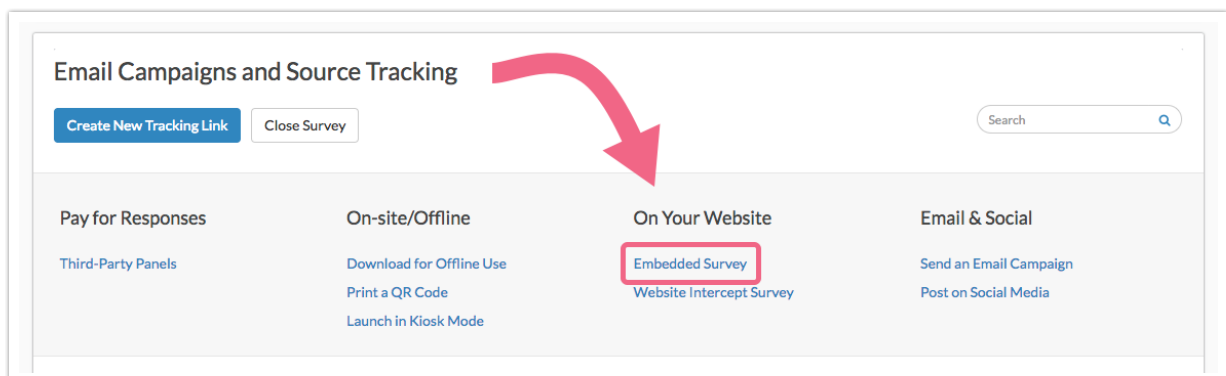 Email Campaigns and Source Tracking
Create New Tracking Link
Close Survey
Search
Pay for Responses
Third-Party Panels
On-site/Offline
Download for Offline Use
Print a QR Code
Launch in Kiosk Mode
On Your Website
Embedded Survey
Website Intercept Survey
Email & Social
Send an Email Campaign
Post on Social Media